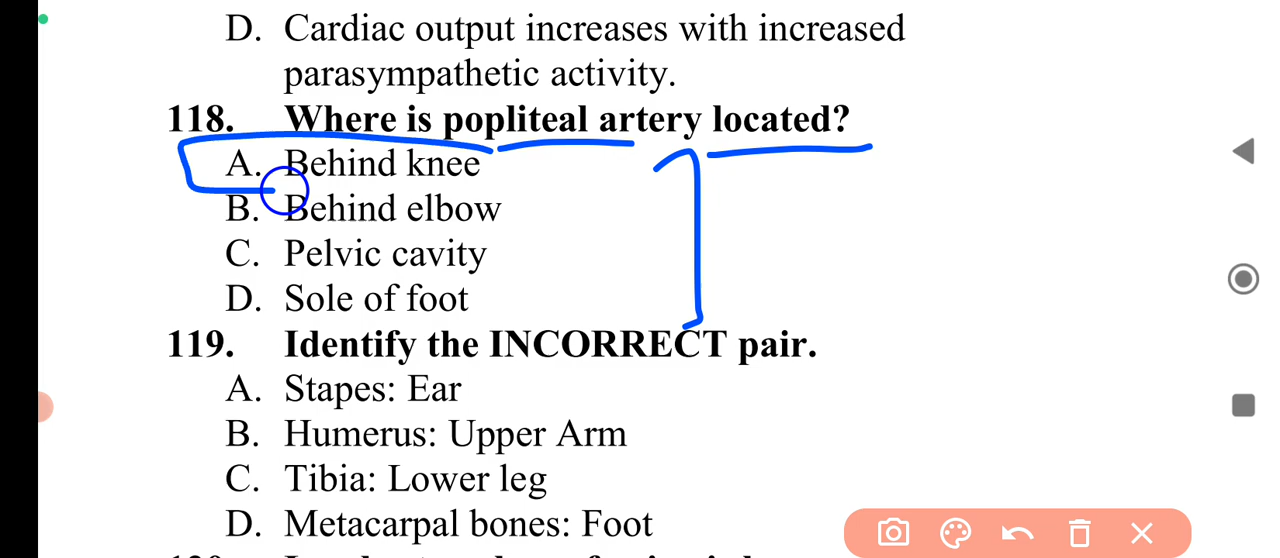 D. Cardiac output increases with increased
parasympathetic activity.
118. Where is popliteal artery located?
A. Behind knee
B. Behind elbow
C. Pelvic cavity
D. Sole of foot
119. Identify the INCORRECT pair.
A. Stapes: Ear
B. Humerus: Upper Arm
C. Tibia: Lower leg
D. Metacarpal bones: Foot